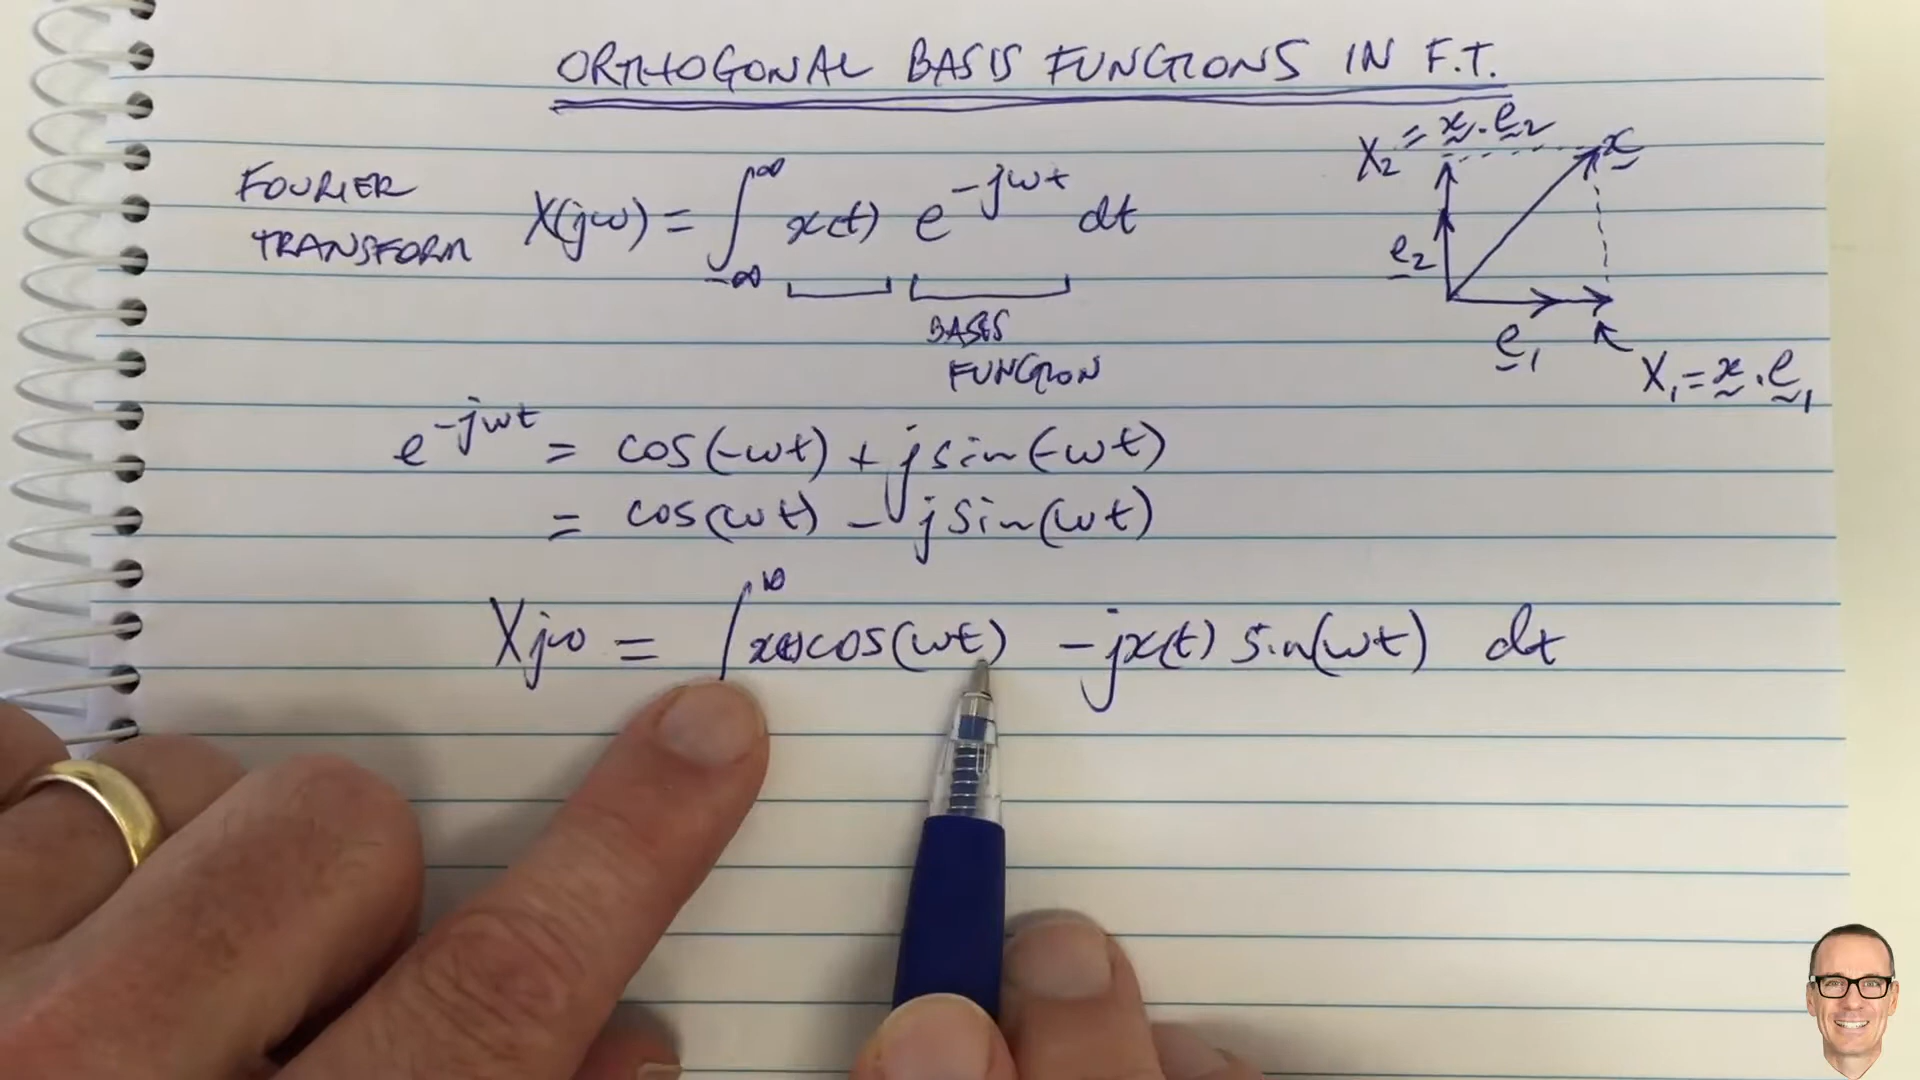 ORTHOGONAL BASIS FUNCTIONS IN F.T.
FOURIER TRANSFORM
X(jω) = ∫_{-∞}^{∞} x(t) e^{-jωt} dt
BASIS
FUNCTION
X₂ = x . e₂
x
e₂
e₁
X₁ = x . e₁
e^{-jωt} = cos(-ωt) + j sin(-ωt)
= cos(ωt) - j sin(ωt)
Xjω = ∫^{∞} x(t)cos(ωt) - jx(t) sin(ωt) dt